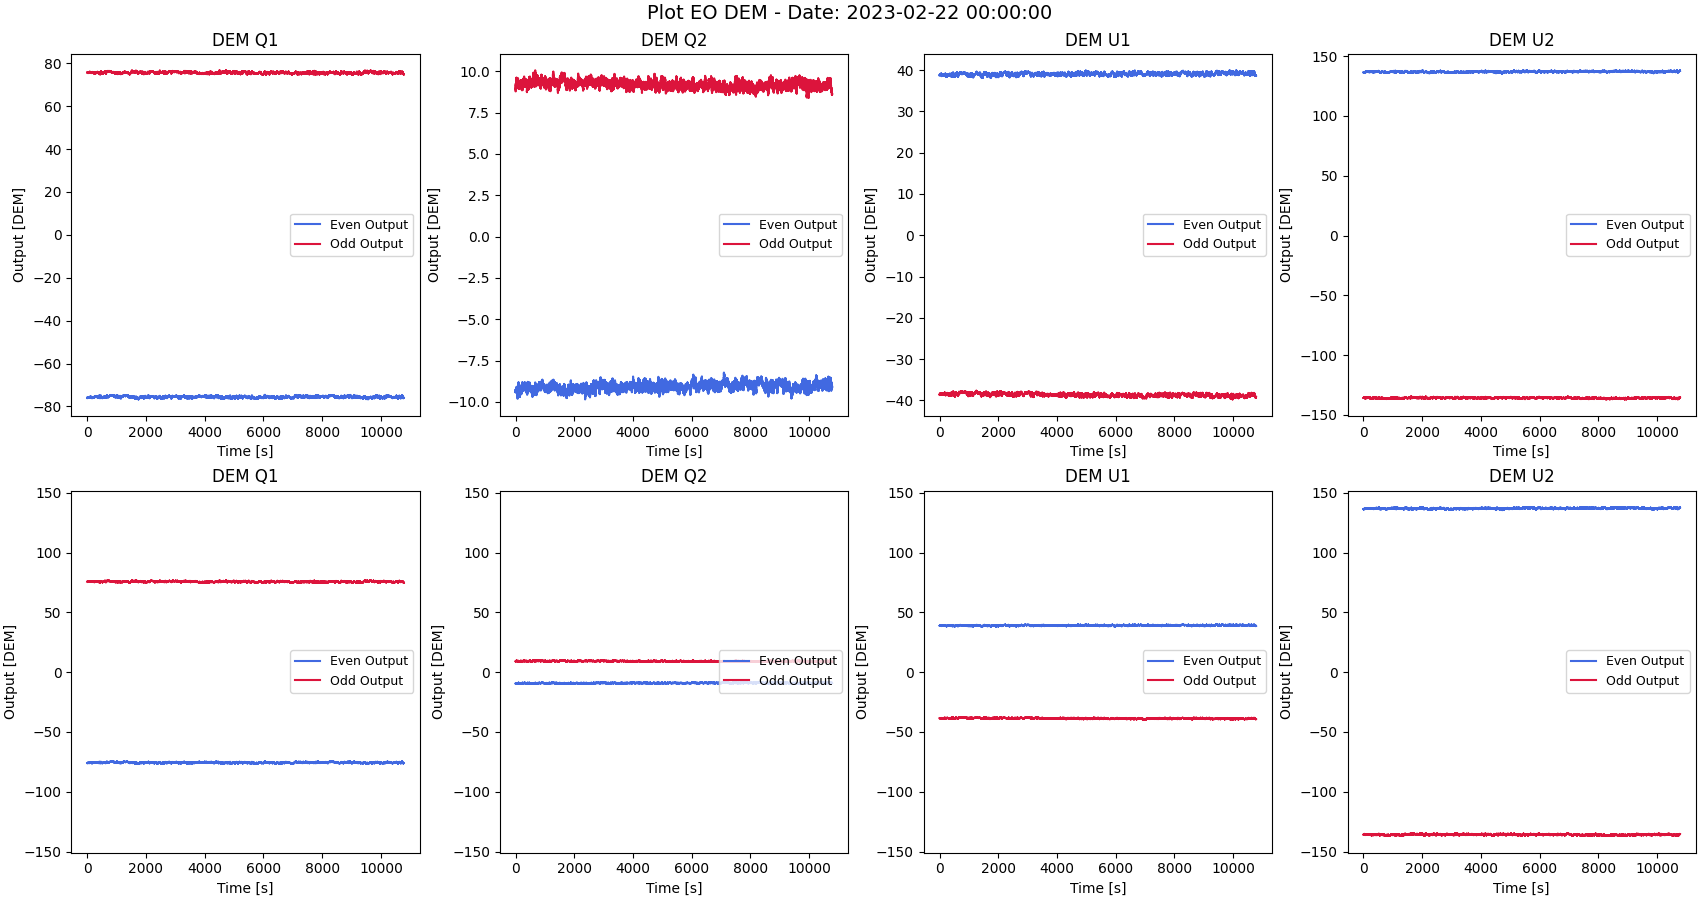 Plot EO DEM - Date: 2023-02-22 00:00:00
DEM Q1
80
60
40
20
0
−20
−40
−60
−80
Output [DEM]
0 2000 4000 6000 8000 10000
Time [s]
Even Output
Odd Output
DEM Q2
10.0
7.5
5.0
2.5
0.0
−2.5
−5.0
−7.5
−10.0
Output [DEM]
0 2000 4000 6000 8000 10000
Time [s]
Even Output
Odd Output
DEM U1
40
30
20
10
0
−10
−20
−30
−40
Output [DEM]
0 2000 4000 6000 8000 10000
Time [s]
Even Output
Odd Output
DEM U2
150
100
50
0
−50
−100
−150
Output [DEM]
0 2000 4000 6000 8000 10000
Time [s]
Even Output
Odd Output
DEM Q1
150
100
50
0
−50
−100
−150
Output [DEM]
0 2000 4000 6000 8000 10000
Time [s]
Even Output
Odd Output
DEM Q2
150
100
50
0
−50
−100
−150
Output [DEM]
0 2000 4000 6000 8000 10000
Time [s]
Even Output
Odd Output
DEM U1
150
100
50
0
−50
−100
−150
Output [DEM]
0 2000 4000 6000 8000 10000
Time [s]
Even Output
Odd Output
DEM U2
150
100
50
0
−50
−100
−150
Output [DEM]
0 2000 4000 6000 8000 10000
Time [s]
Even Output
Odd Output